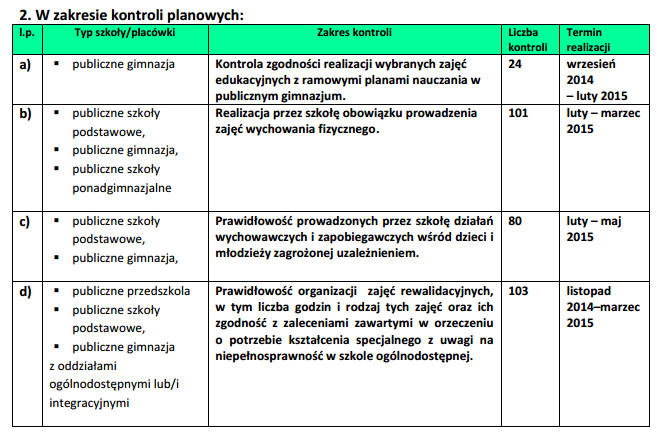 2. W zakresie kontroli planowych:
l.p. Typ szkoły/placówki Zakres kontroli Liczba kontroli Termin realizacji
a) ▪ publiczne gimnazja Kontrola zgodności realizacji wybranych zajęć 24 wrzesień
edukacyjnych z ramowymi planami nauczania w 2014
publicznym gimnazjum. – luty 2015
b) ▪ publiczne szkoły Realizacja przez szkołę obowiązku prowadzenia 101 luty – marzec
podstawowe, zajęć wychowania fizycznego. 2015
▪ publiczne gimnazja,
▪ publiczne szkoły
ponadgimnazjalne
c) ▪ publiczne szkoły Prawidłowość prowadzonych przez szkołę działań 80 luty – maj
podstawowe, wychowawczych i zapobiegawczych wśród dzieci i 2015
▪ publiczne gimnazja, młodzieży zagrożonej uzależnieniem.
d) ▪ publiczne przedszkola Prawidłowość organizacji zajęć rewalidacyjnych, 103 listopad
▪ publiczne szkoły w tym liczba godzin i rodzaj tych zajęć oraz ich 2014–marzec
podstawowe, zgodność z zaleceniami zawartymi w orzeczeniu 2015
▪ publiczne gimnazja o potrzebie kształcenia specjalnego z uwagi na
z oddziałami niepełnosprawność w szkole ogólnodostępnej.
ogólnodostępnymi lub/i
integracyjnymi